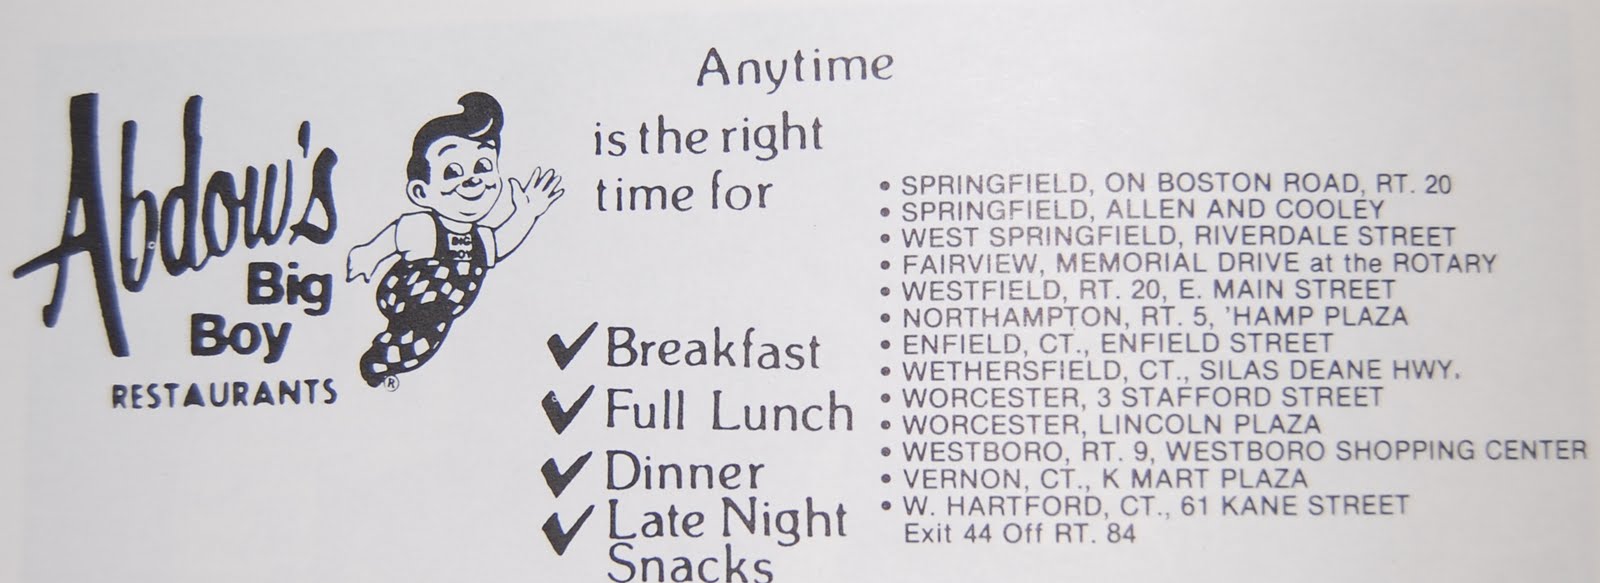 Abdow's
Big
Boy
RESTAURANTS
BIG
Anytime
is the right
time for
✔ Breakfast
✔ Full Lunch
✔ Dinner
✔ Late Night
Snacks
• SPRINGFIELD, ON BOSTON ROAD, RT. 20
• SPRINGFIELD, ALLEN AND COOLEY
• WEST SPRINGFIELD, RIVERDALE STREET
• FAIRVIEW, MEMORIAL DRIVE at the ROTARY
• WESTFIELD, RT. 20, E. MAIN STREET
• NORTHAMPTON, RT. 5, 'HAMP PLAZA
• ENFIELD, CT., ENFIELD STREET
• WETHERSFIELD, CT., SILAS DEANE HWY.
• WORCESTER, 3 STAFFORD STREET
• WORCESTER, LINCOLN PLAZA
• WESTBORO, RT. 9, WESTBORO SHOPPING CENTER
• VERNON, CT., K MART PLAZA
• W. HARTFORD, CT., 61 KANE STREET
Exit 44 Off RT. 84